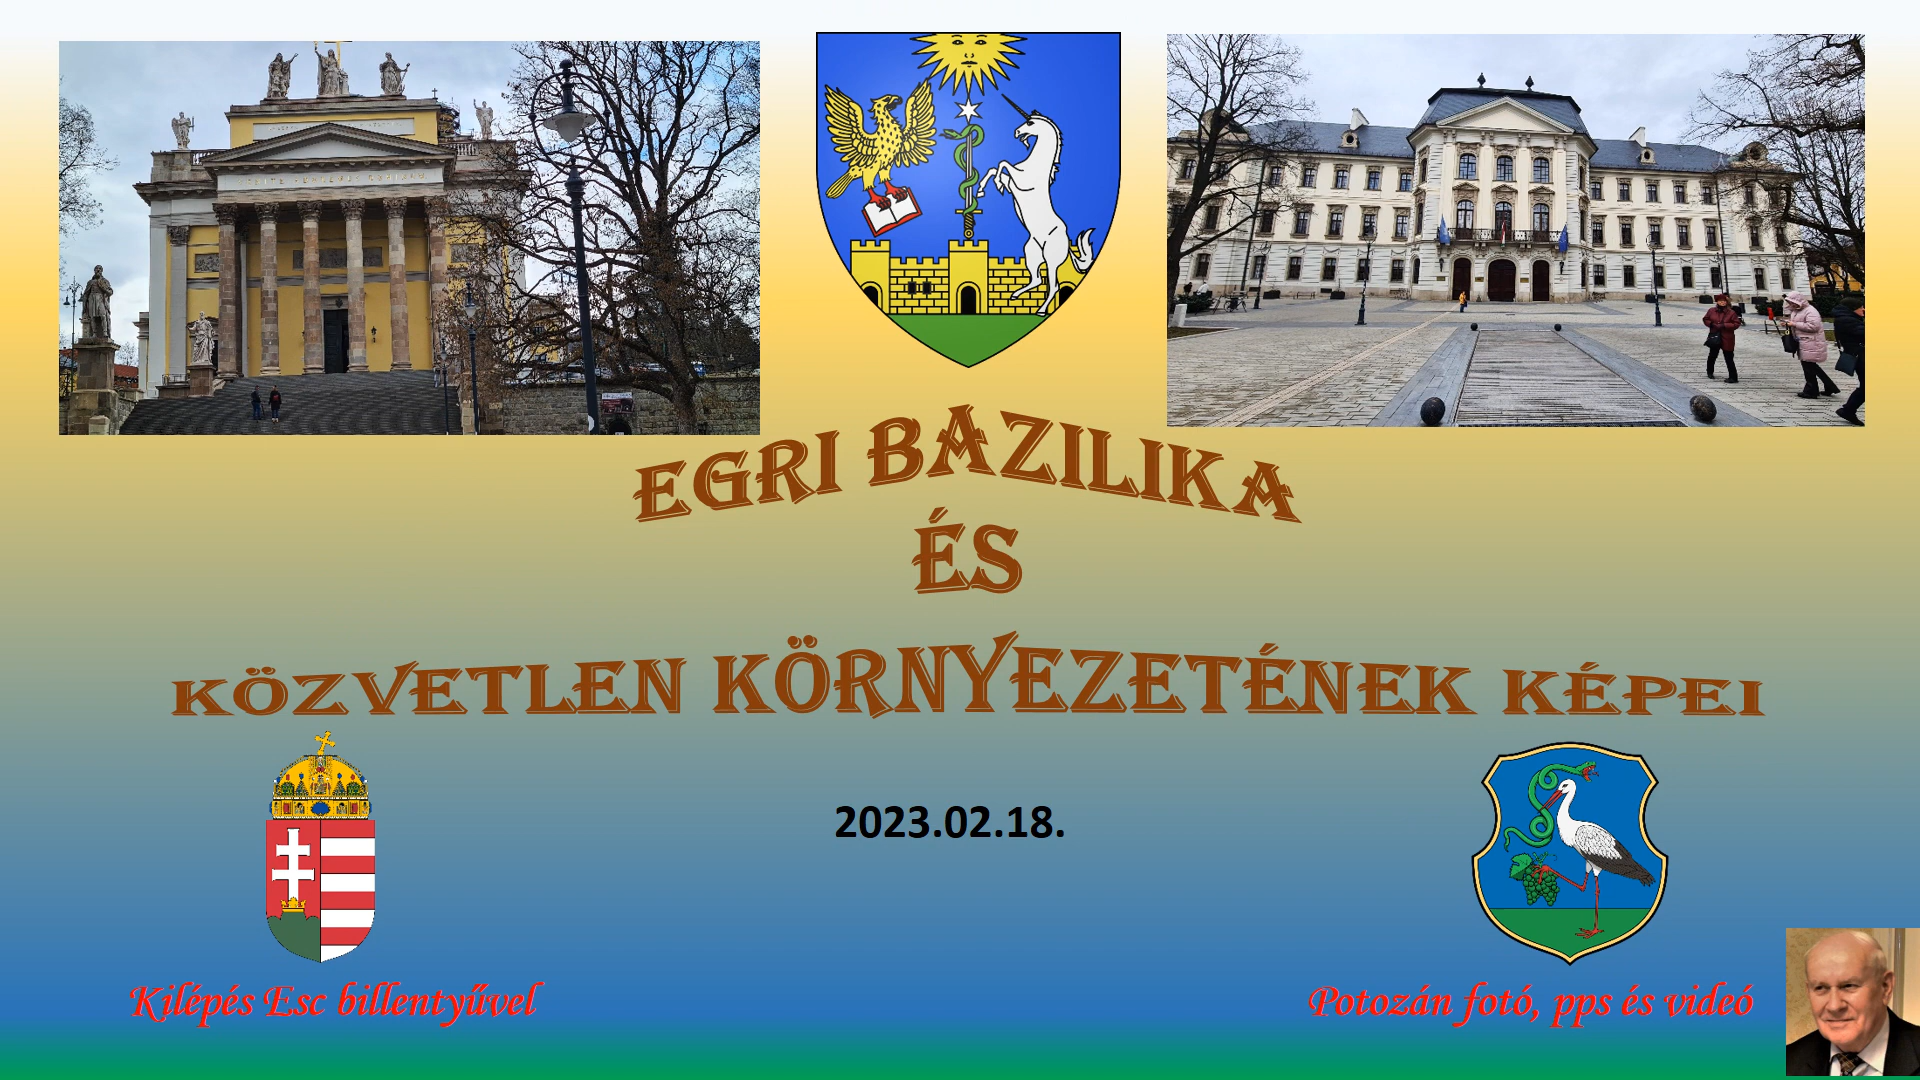 EGRI BAZILIKA
ÉS
KÖZVETLEN KÖRNYEZETÉNEK KÉPEI
2023.02.18.
Kilépés Esc billentyűvel
Potozán fotó, pps és videó